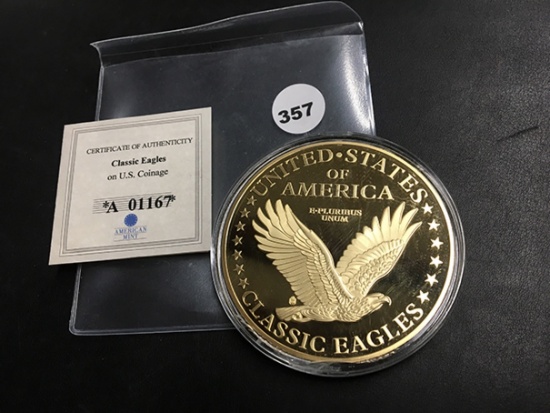 357
CERTIFICATE OF AUTHENTICITY
Classic Eagles
on U.S. Coinage
*A 01167*
AMERICAN
MINT
UNITED•STATES
OF
AMERICA
E•PLURIBUS
UNUM
CLASSIC EAGLES